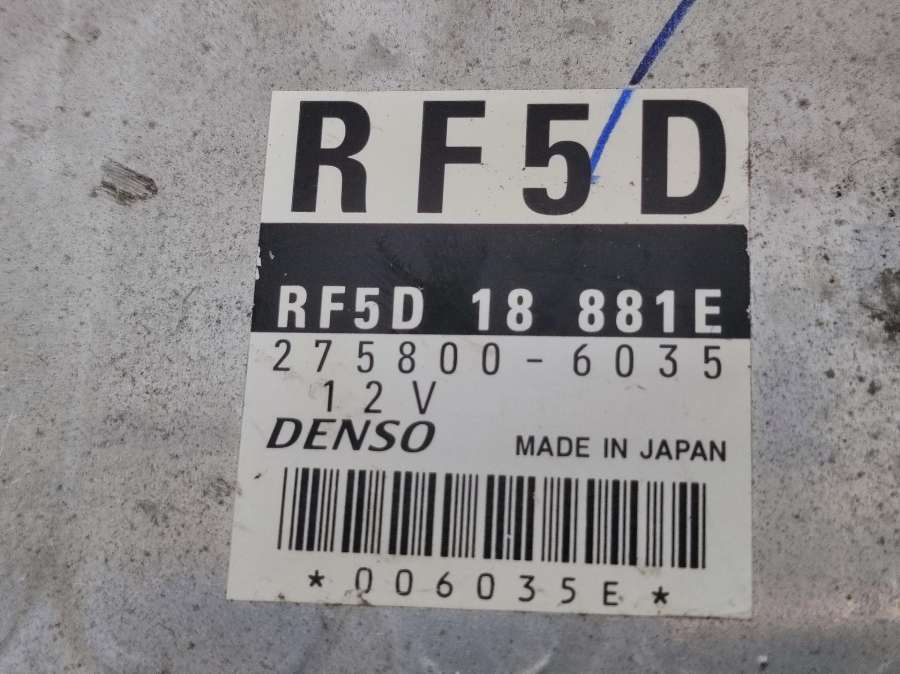 RF5D
RF5D 18 881E
275800-6035
12V
DENSO MADE IN JAPAN
*006035E*